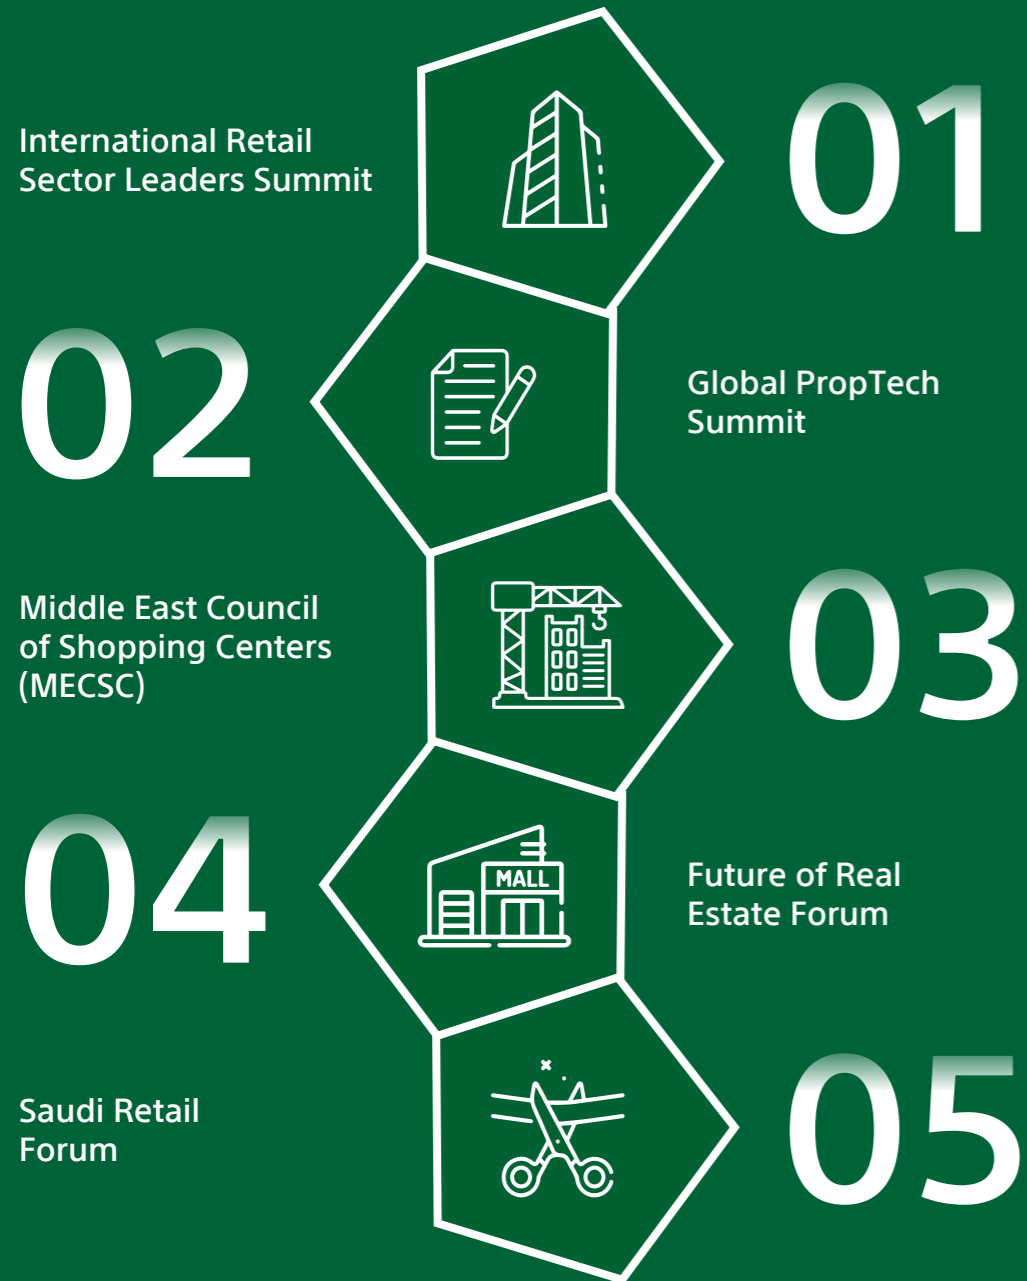 International Retail
Sector Leaders Summit
01
02
Global PropTech
Summit
Middle East Council
of Shopping Centers
(MECSC)
03
04
MALL
Future of Real
Estate Forum
Saudi Retail
Forum
05